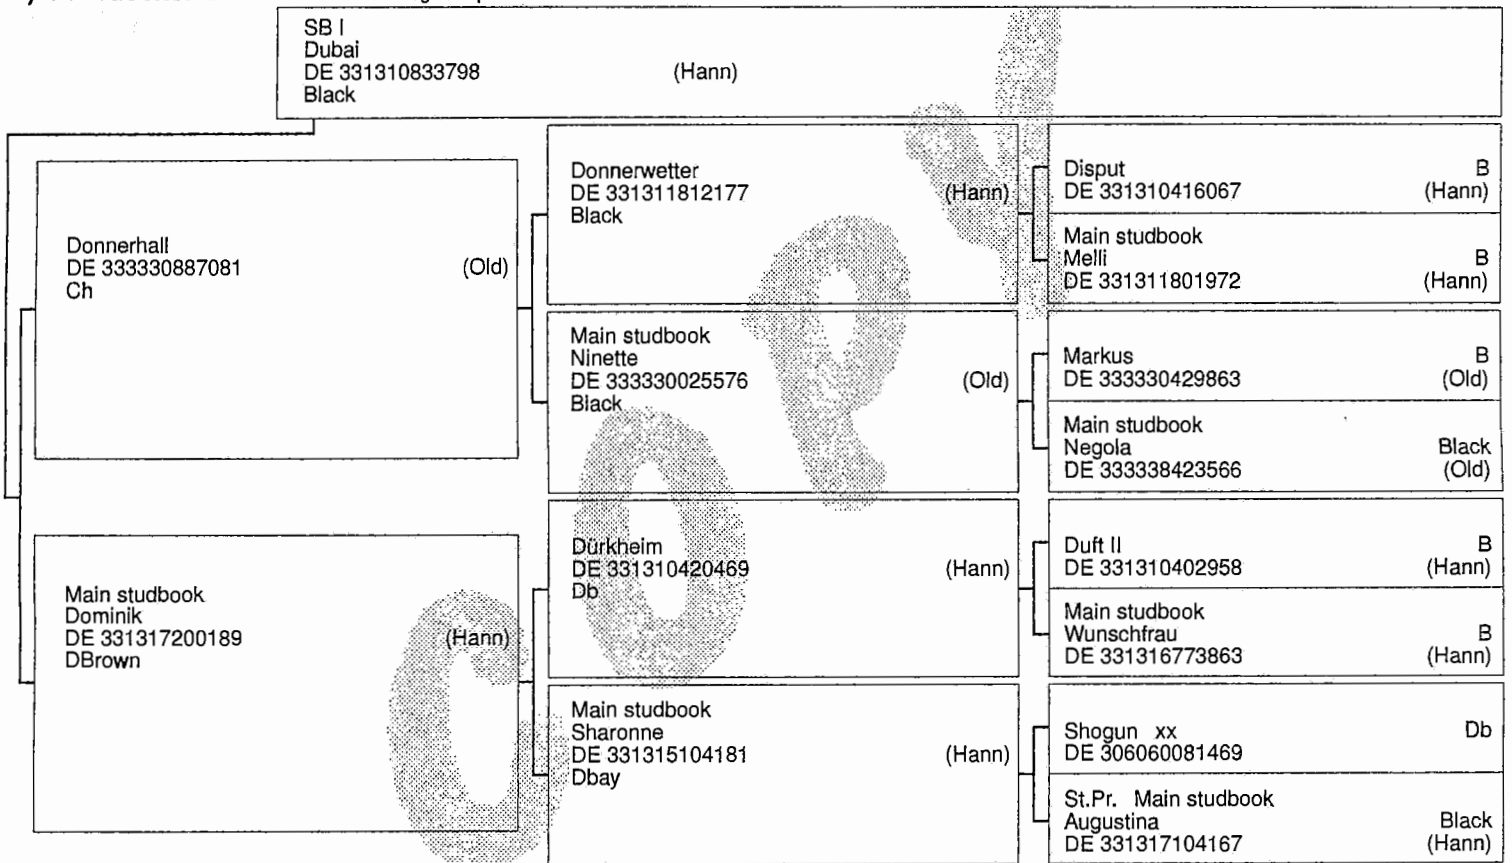 SB I
Dubai
DE 331310833798 (Hann)
Black
Donnerhall
DE 333330887081 (Old)
Ch
Main studbook
Dominik
DE 331317200189 (Hann)
DBrown
Donnerwetter
DE 331311812177 (Hann)
Black
Main studbook
Ninette
DE 333330025576 (Old)
Black
Dürkheim
DE 331310420469 (Hann)
Db
Main studbook
Sharonne
DE 331315104181 (Hann)
Dbay
Disput B
DE 331310416067 (Hann)
Main studbook
Melli B
DE 331311801972 (Hann)
Markus B
DE 333330429863 (Old)
Main studbook
Negola Black
DE 333338423566 (Old)
Duft II B
DE 331310402958 (Hann)
Main studbook
Wunschfrau B
DE 331316773863 (Hann)
Shogun xx Db
DE 306060081469
St.Pr. Main studbook
Augustina Black
DE 331317104167 (Hann)
Copy